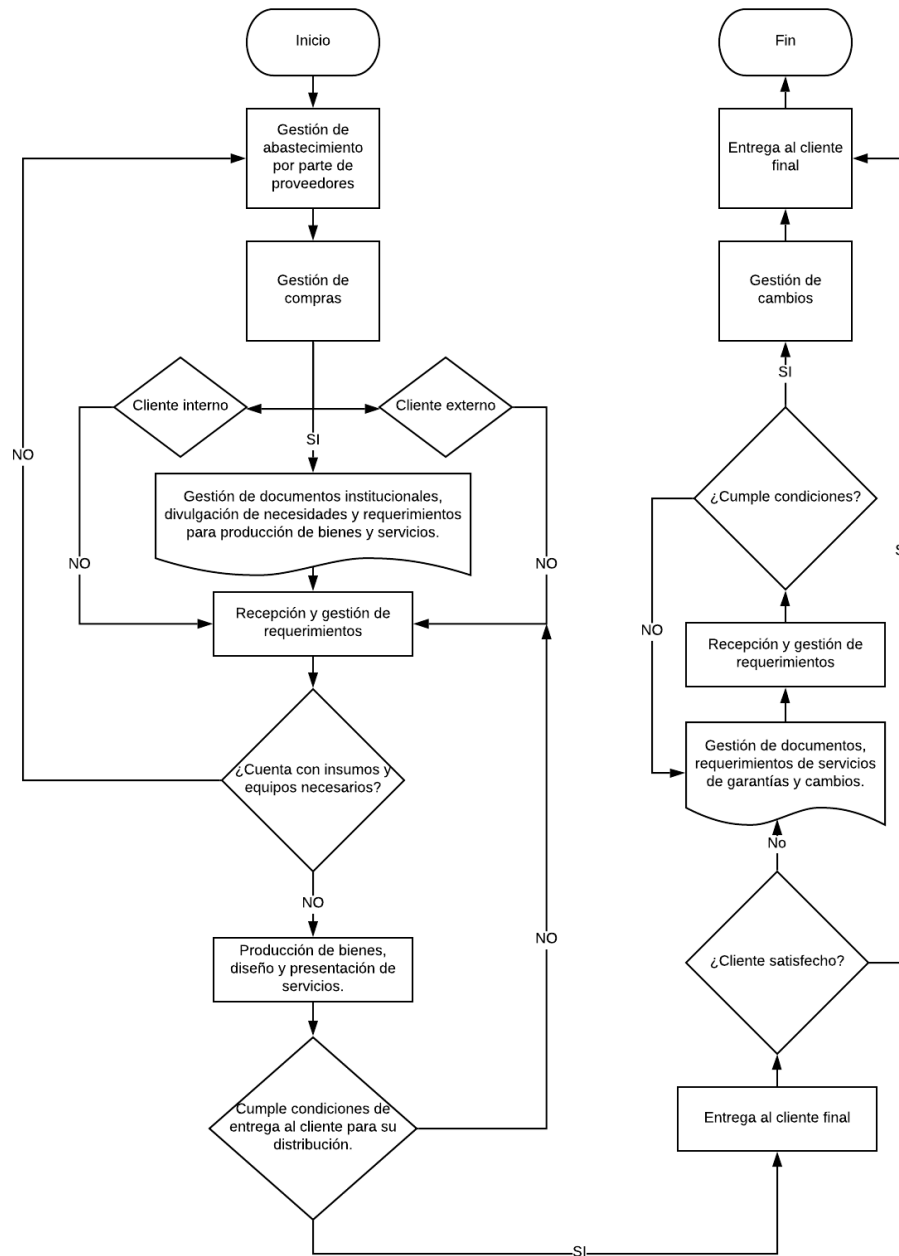 Inicio
Gestión de
abastecimiento
por parte de
proveedores
Gestión de
compras
Cliente interno
Cliente externo
SI
NO
Gestión de documentos institucionales,
divulgación de necesidades y requerimientos
para producción de bienes y servicios.
NO
NO
Recepción y gestión de
requerimientos
¿Cuenta con insumos y
equipos necesarios?
NO
Producción de bienes,
diseño y presentación de
servicios.
NO
Cumple condiciones de
entrega al cliente para su
distribución.
SI
Fin
Entrega al cliente
final
Gestión de
cambios
SI
¿Cumple condiciones?
NO
Recepción y gestión de
requerimientos
Gestión de documentos,
requerimientos de servicios
de garantías y cambios.
No
¿Cliente satisfecho?
Entrega al cliente final